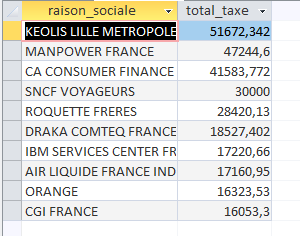 raison_sociale total_taxe
KEOLIS LILLE METROPOLE 51672,342
MANPOWER FRANCE 47244,6
CA CONSUMER FINANCE 41583,772
SNCF VOYAGEURS 30000
ROQUETTE FRERES 28420,13
DRAKA COMTEQ FRANCE 18527,402
IBM SERVICES CENTER FR 17220,66
AIR LIQUIDE FRANCE IND 17160,95
ORANGE 16323,53
CGI FRANCE 16053,3